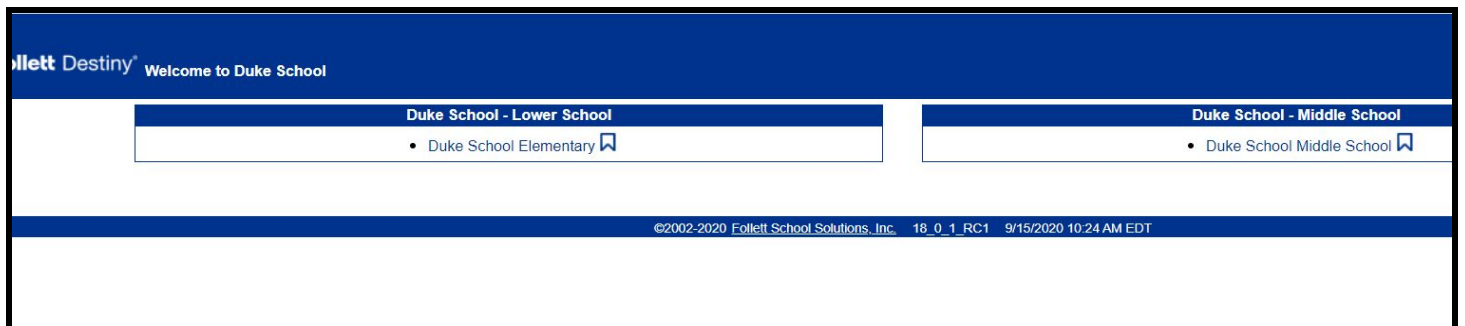 ollett Destiny® Welcome to Duke School
Duke School - Lower School
• Duke School Elementary
Duke School - Middle School
• Duke School Middle School
©2002-2020 Follett School Solutions, Inc. 18_0_1_RC1 9/15/2020 10:24 AM EDT